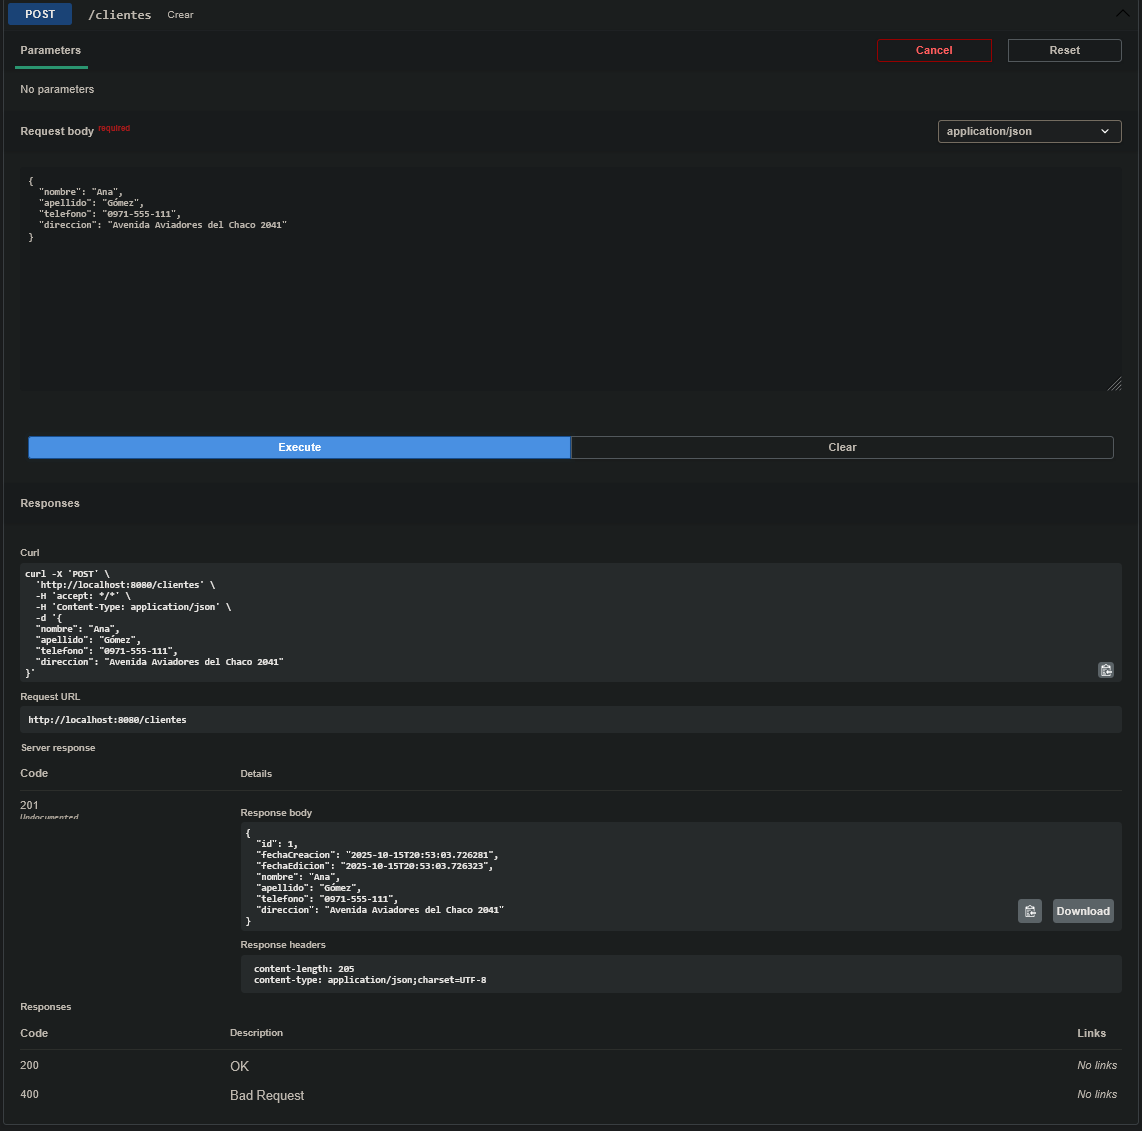 POST /clientes Crear
Parameters Cancel Reset
No parameters
Request body required application/json
{
"nombre": "Ana",
"apellido": "Gómez",
"telefono": "0971-555-111",
"direccion": "Avenida Aviadores del Chaco 2041"
}
Execute Clear
Responses
Curl
curl -X 'POST' \
'http://localhost:8080/clientes' \
-H 'accept: */*' \
-H 'Content-Type: application/json' \
-d '{
"nombre": "Ana",
"apellido": "Gómez",
"telefono": "0971-555-111",
"direccion": "Avenida Aviadores del Chaco 2041"
}'
Request URL
http://localhost:8080/clientes
Server response
Code Details
201
Undocumented
Response body
{
"id": 1,
"fechaCreacion": "2025-10-15T20:53:03.726281",
"fechaEdicion": "2025-10-15T20:53:03.726323",
"nombre": "Ana",
"apellido": "Gómez",
"telefono": "0971-555-111",
"direccion": "Avenida Aviadores del Chaco 2041"
}
Download
Response headers
content-length: 205
content-type: application/json;charset=UTF-8
Responses
Code Description Links
200 OK No links
400 Bad Request No links